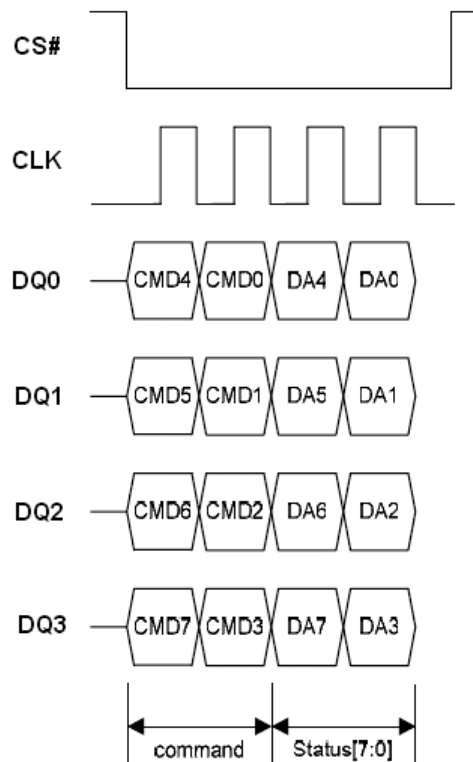 CS#
CLK
DQ0 CMD4 CMD0 DA4 DA0
DQ1 CMD5 CMD1 DA5 DA1
DQ2 CMD6 CMD2 DA6 DA2
DQ3 CMD7 CMD3 DA7 DA3
command Status[7:0]